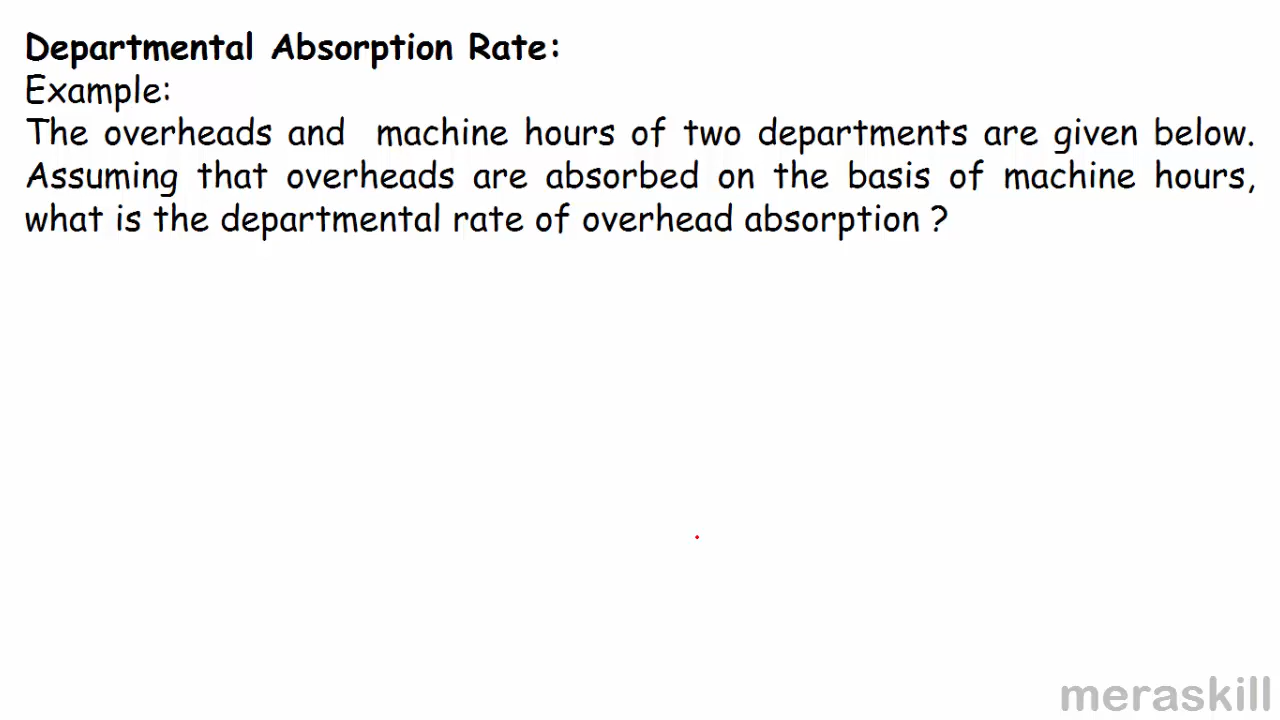 Departmental Absorption Rate:
Example:
The overheads and machine hours of two departments are given below.
Assuming that overheads are absorbed on the basis of machine hours,
what is the departmental rate of overhead absorption ?
meraskill